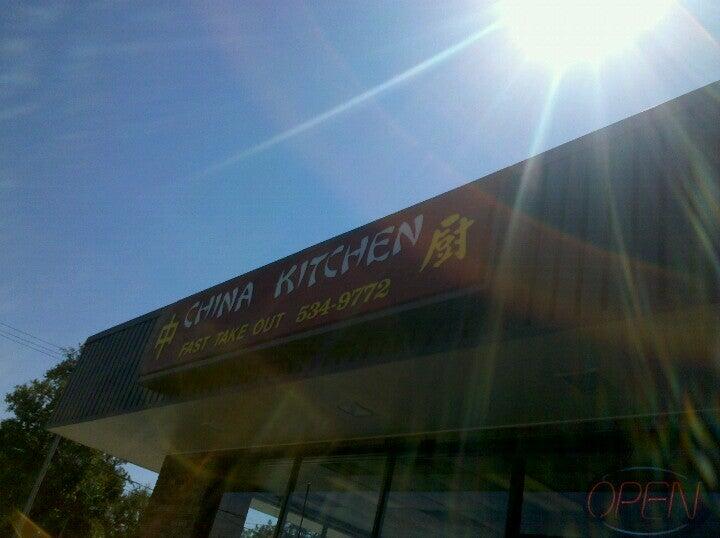 中 CHINA KITCHEN 厨
FAST TAKE OUT 534-9772
OPEN